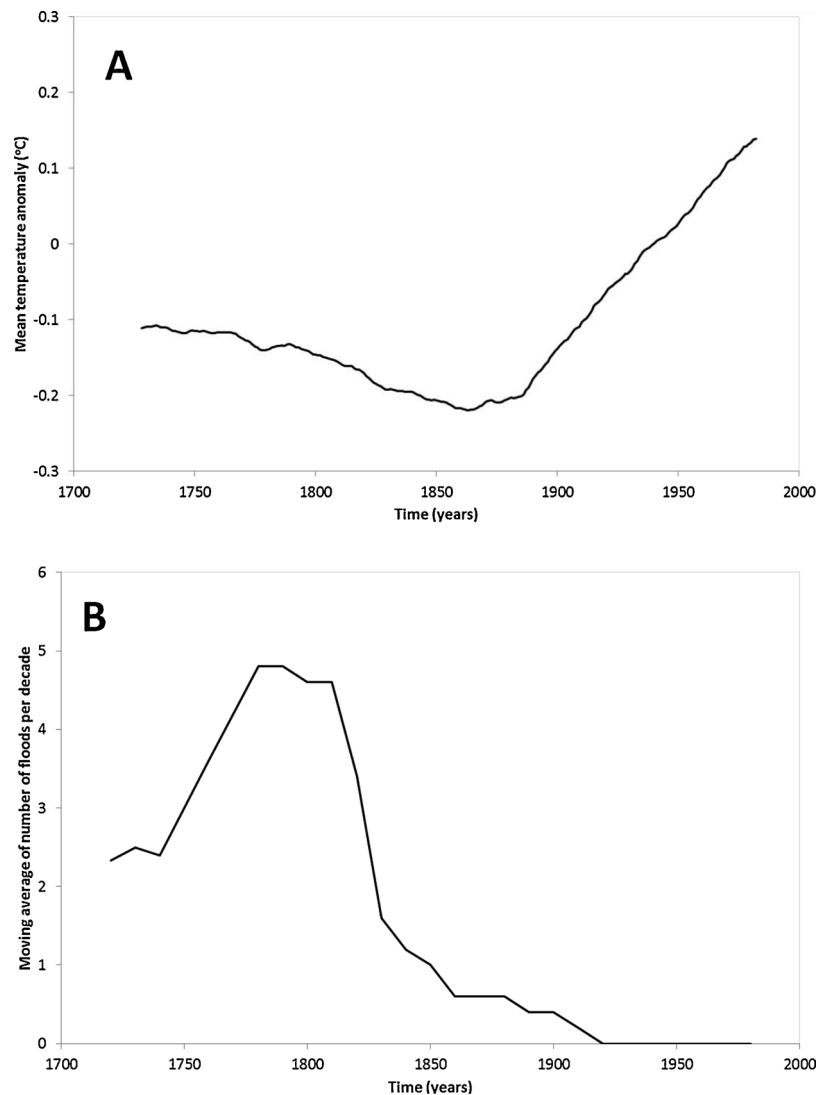 A
Mean temperature anomaly (°C)
0.3
0.2
0.1
0
-0.1
-0.2
-0.3
1700 1750 1800 1850 1900 1950 2000
Time (years)
B
Moving average of number of floods per decade
6
5
4
3
2
1
0
1700 1750 1800 1850 1900 1950 2000
Time (years)